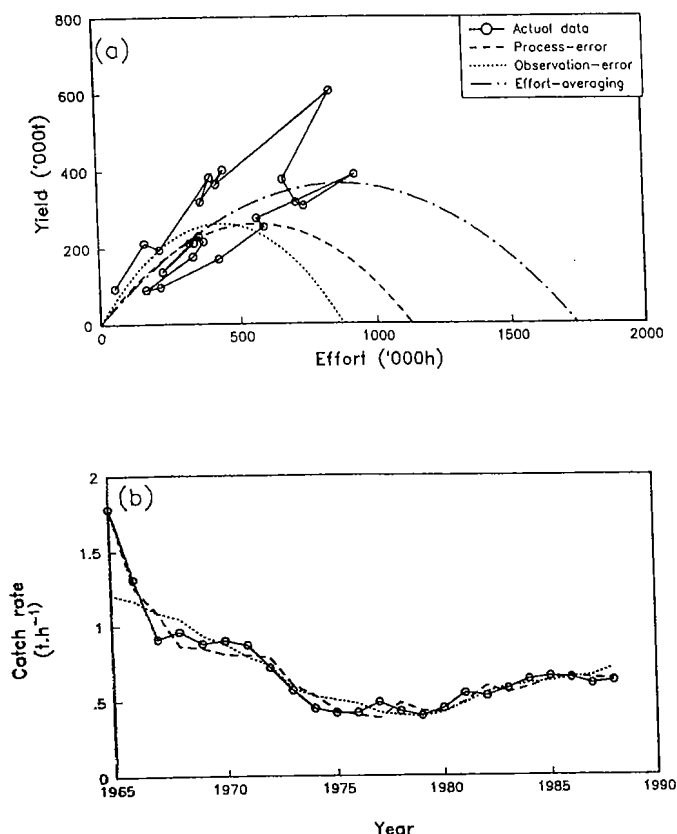 (a)
800
600
400
200
0
Yield ('000t)
Actual data
Process-error
Observation-error
Effort-averaging
0 500 1000 1500 2000
Effort ('000h)
(b)
2
1.5
1
.5
0
Catch rate
(t.h⁻¹)
1965 1970 1975 1980 1985 1990
Year